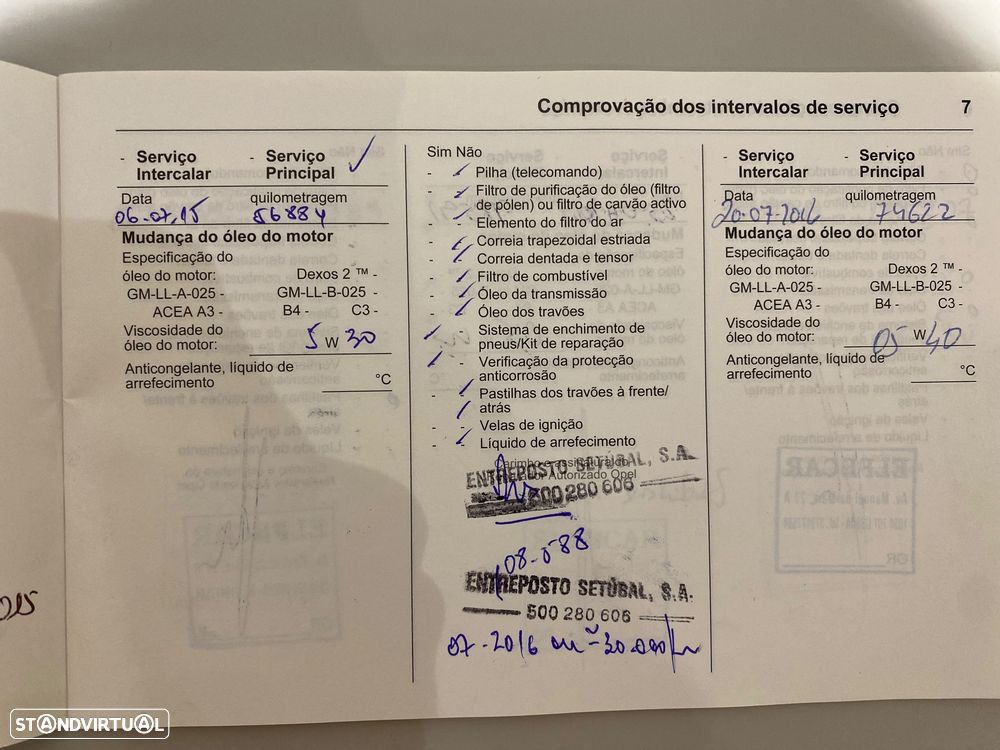 Comprovação dos intervalos de serviço 7
- Serviço Intercalar - Serviço Principal
Data quilometragem
06.07.15 56884
Mudança do óleo do motor
Especificação do
óleo do motor: Dexos 2 ™ -
GM-LL-A-025 - GM-LL-B-025 -
ACEA A3 - B4 - C3 -
Viscosidade do
óleo do motor: 5 W 30
Anticongelante, líquido de
arrefecimento °C
Sim Não
- - Pilha (telecomando)
- - Filtro de purificação do óleo (filtro
de pólen) ou filtro de carvão activo
- - Elemento do filtro do ar
- - Correia trapezoidal estriada
- - Correia dentada e tensor
- - Filtro de combustível
- - Óleo da transmissão
- - Óleo dos travões
- - Sistema de enchimento de
pneus/Kit de reparação
- - Verificação da protecção
anticorrosão
- - Pastilhas dos travões à frente/
atrás
- - Velas de ignição
- - Líquido de arrefecimento
Autorizado Opel
ENTREPOSTO SETÚBAL, S.A.
500 280 606
ENTREPOSTO SETÚBAL, S.A.
500 280 606
07-2016 ou 30.000
- Serviço Intercalar - Serviço Principal
Data quilometragem
20-07-2016 74622
Mudança do óleo do motor
Especificação do
óleo do motor: Dexos 2 ™ -
GM-LL-A-025 - GM-LL-B-025 -
ACEA A3 - B4 - C3 -
Viscosidade do
óleo do motor: 05 W 40
Anticongelante, líquido de
arrefecimento °C
STANDVIRTUAL